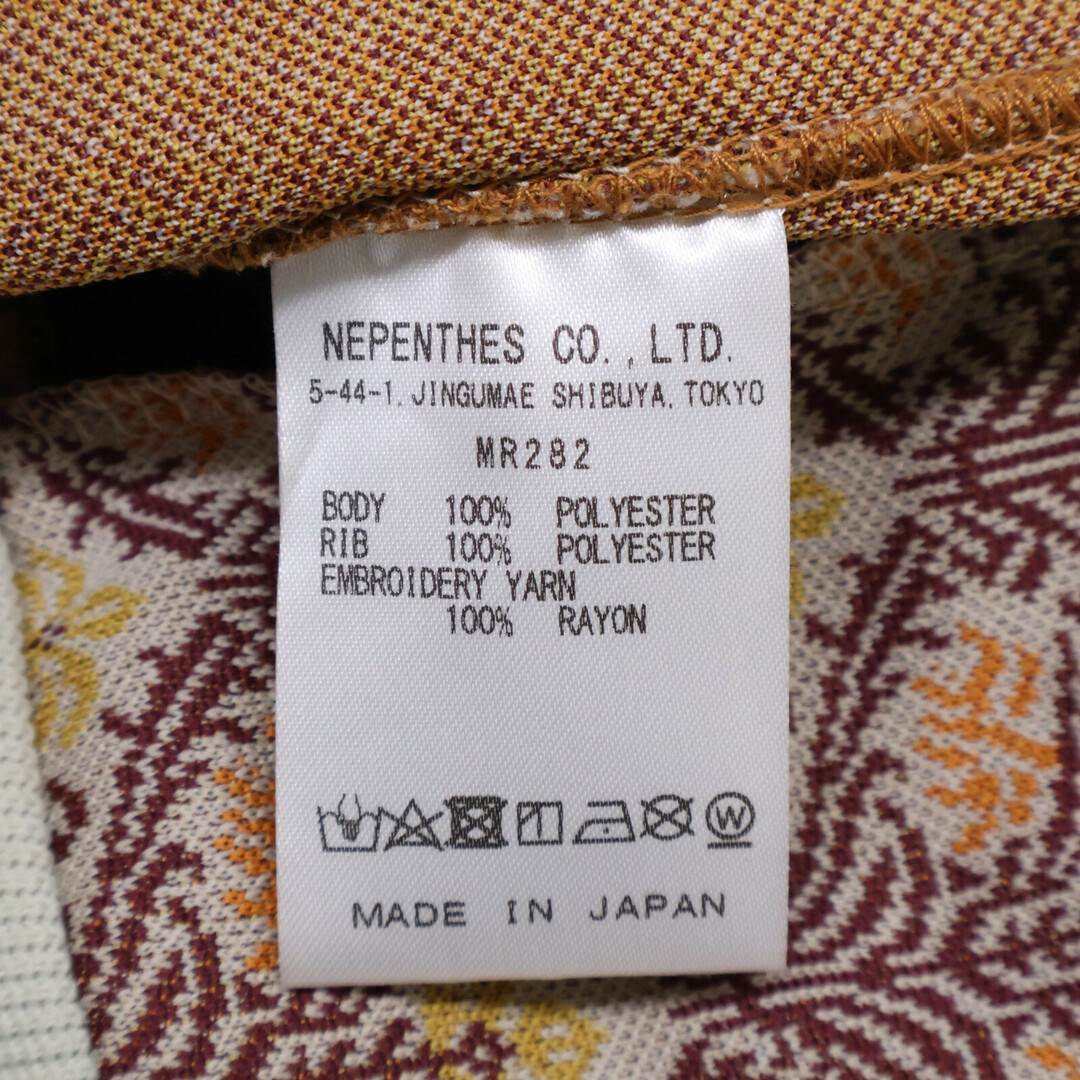 NEPENTHES CO., LTD.
5-44-1. JINGUMAE SHIBUYA. TOKYO
MR282
BODY 100% POLYESTER
RIB 100% POLYESTER
EMBROIDERY YARN
100% RAYON
W
MADE IN JAPAN